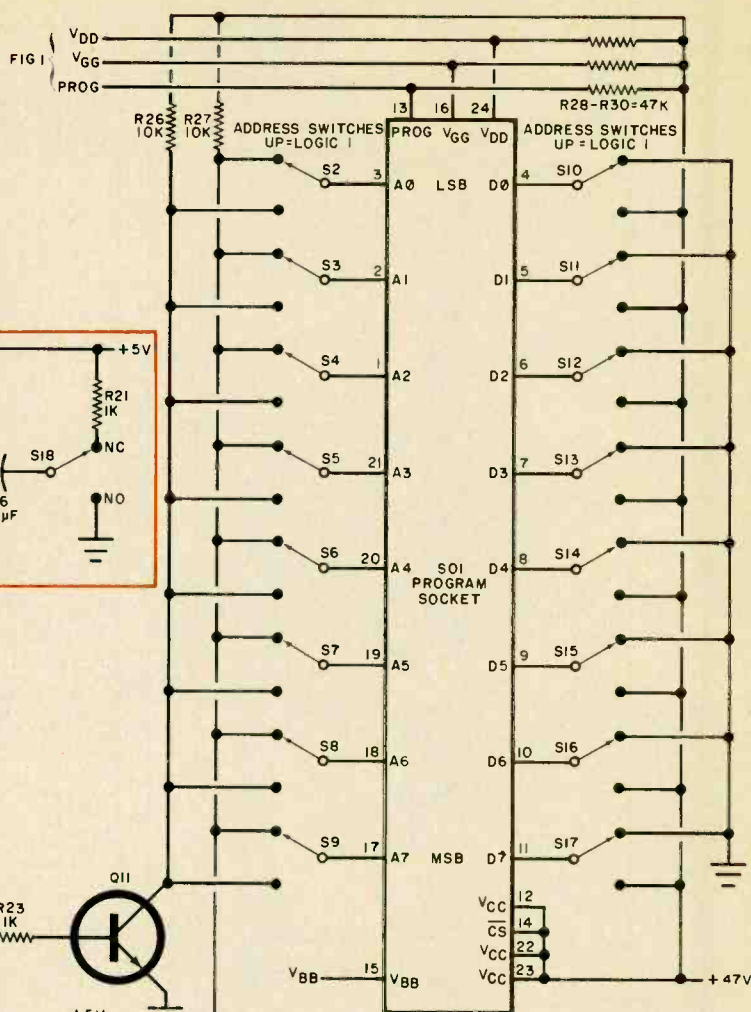 FIG 1
VDD
VGG
PROG
R26 10K
R27 10K
R28-R30=47K
13 16 24
ADDRESS SWITCHES
UP=LOGIC 1
PROG VGG VDD
ADDRESS SWITCHES
UP=LOGIC 1
S2 3 A0 LSB D0 4 S10
S3 2 A1 D1 5 S11
S4 1 A2 D2 6 S12
S5 21 A3 D3 7 S13
S6 20 A4 D4 8 S14
SO1
PROGRAM
SOCKET
S7 19 A5 D5 9 S15
S8 18 A6 D6 10 S16
S9 17 A7 MSB D7 11 S17
+5V
R21
1K
S18
NC
6
μF
NO
Q11
R23
1K
VCC 12
CS 14
VCC 22
VCC 23
+47V
VBB 15 VBB